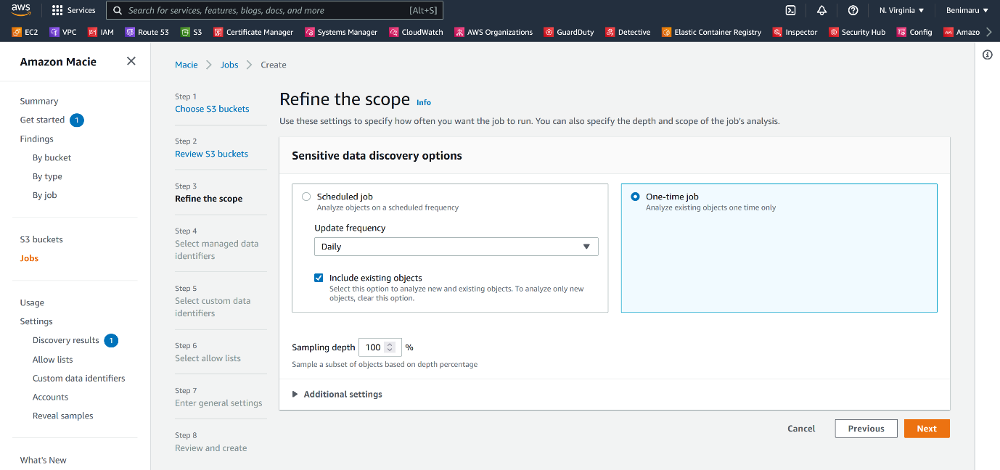 aws
Services
Search for services, features, blogs, docs, and more
[Alt+S]
N. Virginia
Benimaru
EC2
VPC
IAM
Route 53
S3
Certificate Manager
Systems Manager
CloudWatch
AWS Organizations
GuardDuty
Detective
Elastic Container Registry
Inspector
Security Hub
Config
Amazo
Amazon Macie
Summary
Get started 1
Findings
By bucket
By type
By job
S3 buckets
Jobs
Usage
Settings
Discovery results 1
Allow lists
Custom data identifiers
Accounts
Reveal samples
What's New
Macie
Jobs
Create
Step 1
Choose S3 buckets
Step 2
Review S3 buckets
Step 3
Refine the scope
Step 4
Select managed data
identifiers
Step 5
Select custom data
identifiers
Step 6
Select allow lists
Step 7
Enter general settings
Step 8
Review and create
Refine the scope Info
Use these settings to specify how often you want the job to run. You can also specify the depth and scope of the job's analysis.
Sensitive data discovery options
Scheduled job
Analyze objects on a scheduled frequency
Update frequency
Daily
Include existing objects
Select this option to analyze new and existing objects. To analyze only new
objects, clear this option.
One-time job
Analyze existing objects one time only
Sampling depth 100 %
Sample a subset of objects based on depth percentage
Additional settings
Cancel
Previous
Next